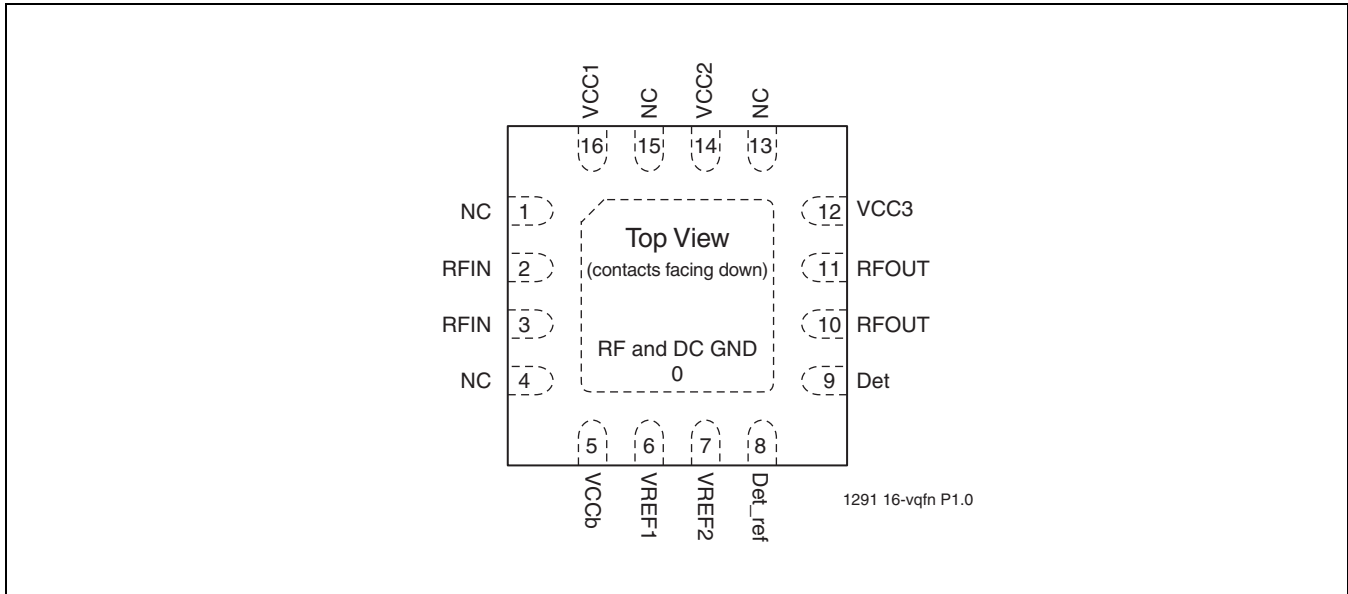 VCC1
NC
VCC2
NC
16
15
14
13
NC
1
12
VCC3
Top View
RFIN
2
(contacts facing down)
11
RFOUT
RFIN
3
10
RFOUT
RF and DC GND
0
NC
4
9
Det
5
6
7
8
VCCb
VREF1
VREF2
Det_ref
1291 16-vqfn P1.0